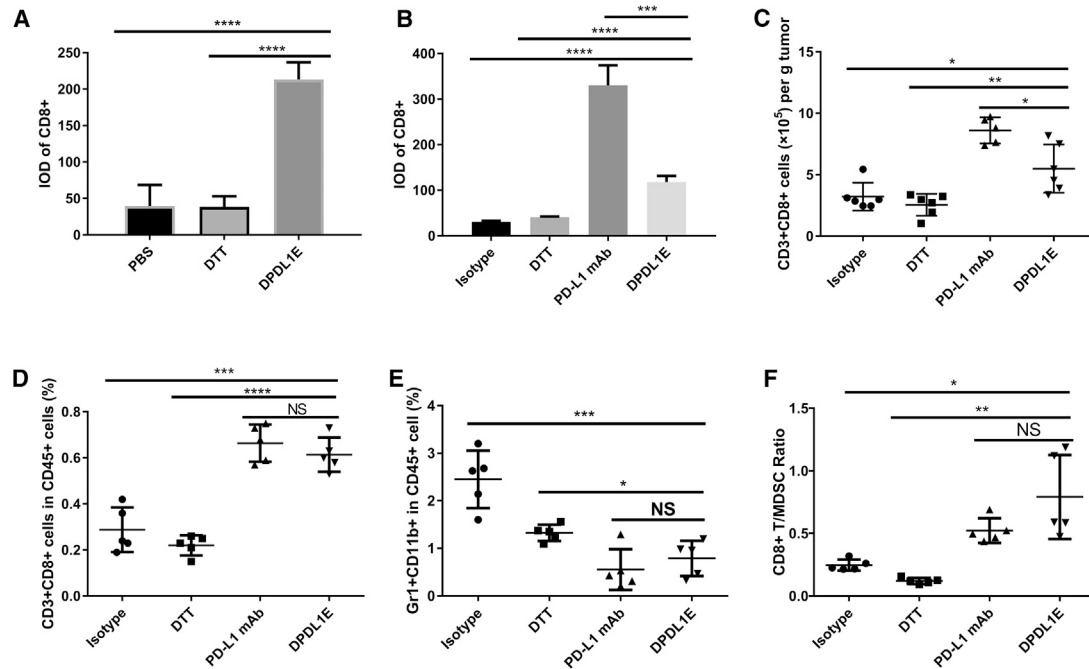 A
IOD of CD8+
250
200
150
100
50
0
****
****
PBS
DTT
DPDL1E
B
IOD of CD8+
400
300
200
100
0
***
****
****
Isotype
DTT
PD-L1 mAb
DPDL1E
C
CD3+CD8+ cells (×10⁵) per g tumor
15
10
5
0
*
**
*
Isotype
DTT
PD-L1 mAb
DPDL1E
D
CD3+CD8+ cells in CD45+ cells (%)
0.8
0.6
0.4
0.2
0.0
***
****
NS
Isotype
DTT
PD-L1 mAb
DPDL1E
E
Gr1+CD11b+ in CD45+ cell (%)
4
3
2
1
0
***
*
NS
Isotype
DTT
PD-L1 mAb
DPDL1E
F
CD8+ T/MDSC Ratio
1.5
1.0
0.5
0.0
*
**
NS
Isotype
DTT
PD-L1 mAb
DPDL1E